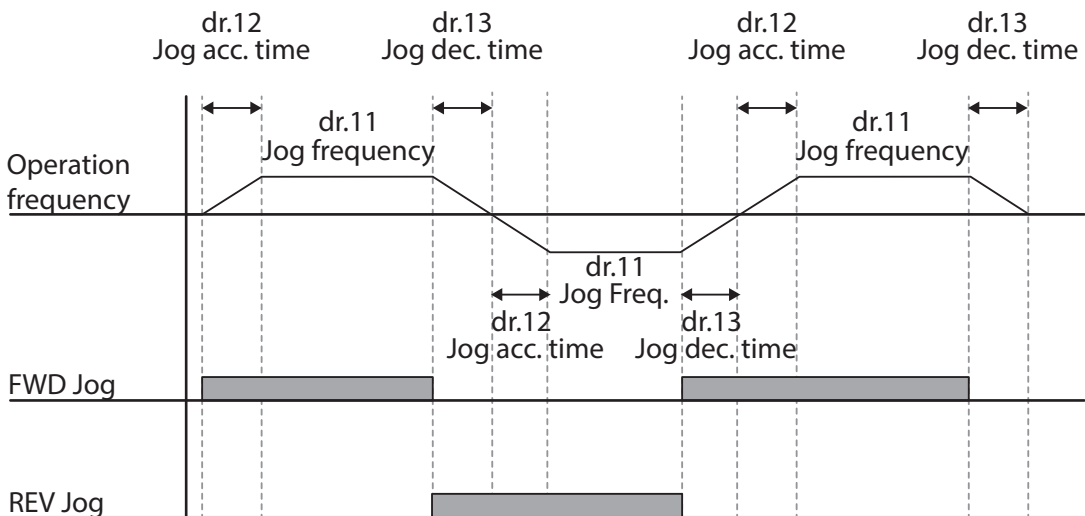 dr.12
Jog acc. time
dr.13
Jog dec. time
dr.12
Jog acc. time
dr.13
Jog dec. time
dr.11
Jog frequency
dr.11
Jog frequency
Operation
frequency
dr.11
Jog Freq.
dr.12
Jog acc. time
dr.13
Jog dec. time
FWD Jog
REV Jog